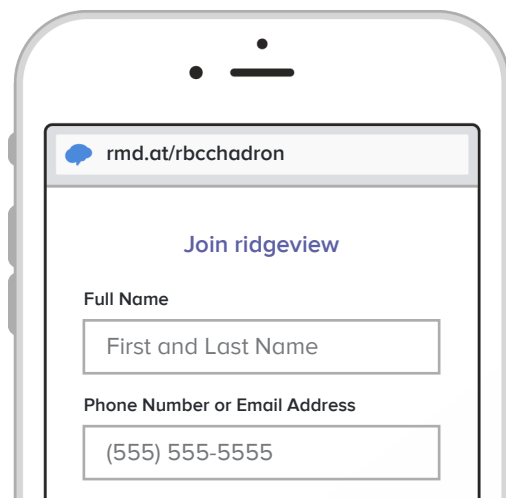 rmd.at/rbcchadron
Join ridgeview
Full Name
First and Last Name
Phone Number or Email Address
(555) 555-5555